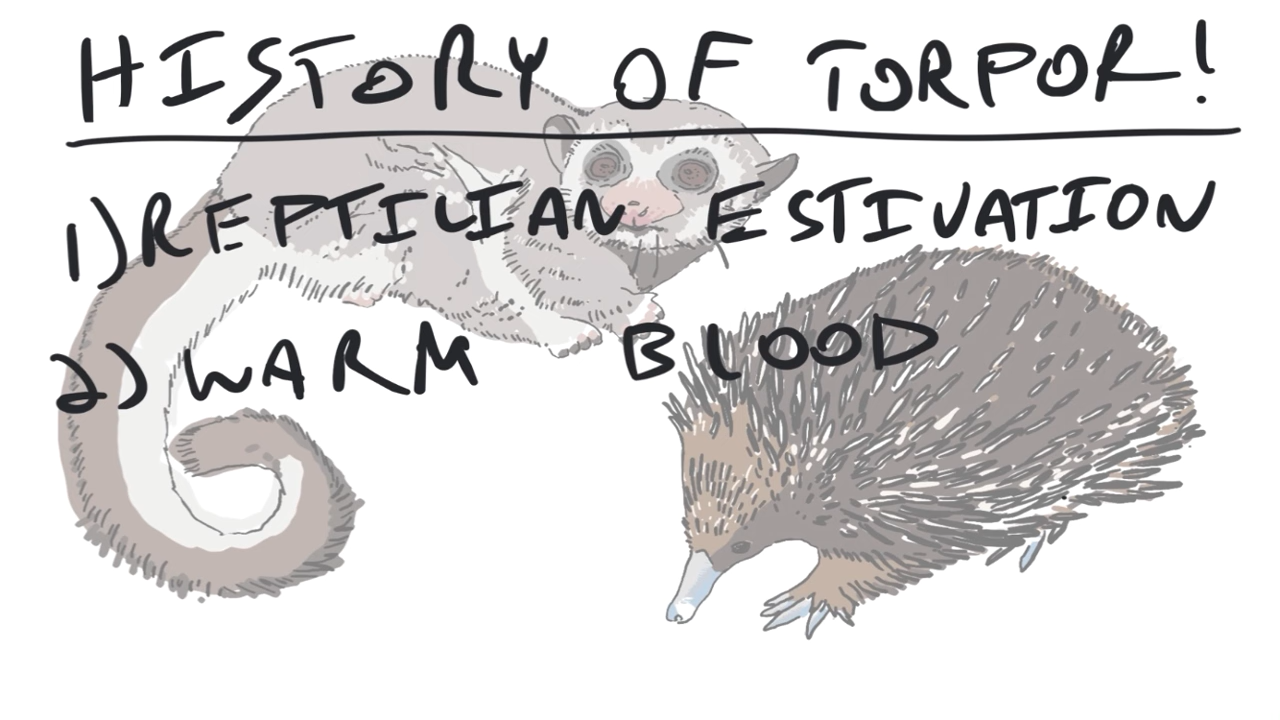 HISTORY OF TORPOR!
1) REPTILIAN ESTIVATION
2) WARM BLOOD